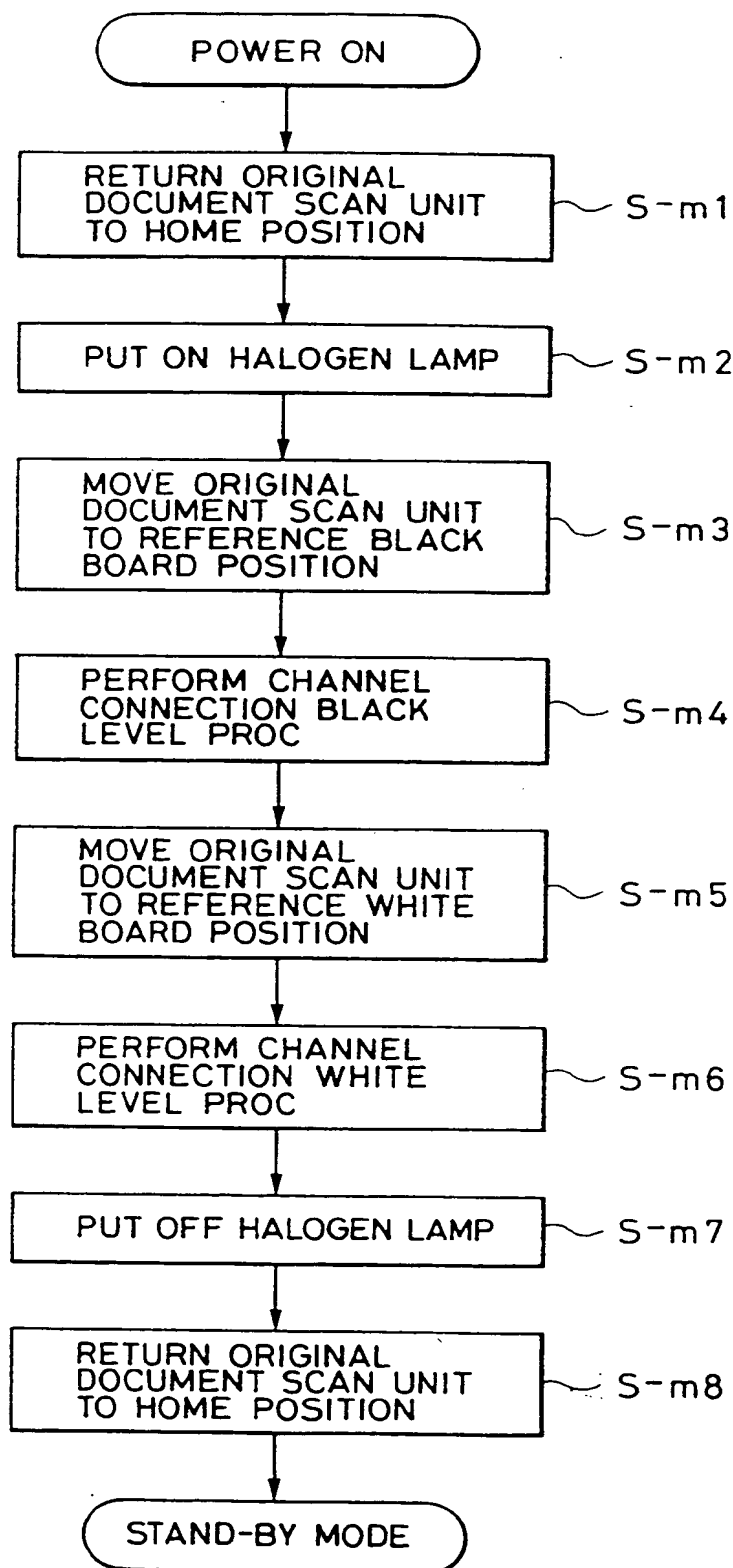 POWER ON
RETURN ORIGINAL
DOCUMENT SCAN UNIT
TO HOME POSITION
S-m1
PUT ON HALOGEN LAMP
S-m2
MOVE ORIGINAL
DOCUMENT SCAN UNIT
TO REFERENCE BLACK
BOARD POSITION
S-m3
PERFORM CHANNEL
CONNECTION BLACK
LEVEL PROC
S-m4
MOVE ORIGINAL
DOCUMENT SCAN UNIT
TO REFERENCE WHITE
BOARD POSITION
S-m5
PERFORM CHANNEL
CONNECTION WHITE
LEVEL PROC
S-m6
PUT OFF HALOGEN LAMP
S-m7
RETURN ORIGINAL
DOCUMENT SCAN UNIT
TO HOME POSITION
S-m8
STAND-BY MODE